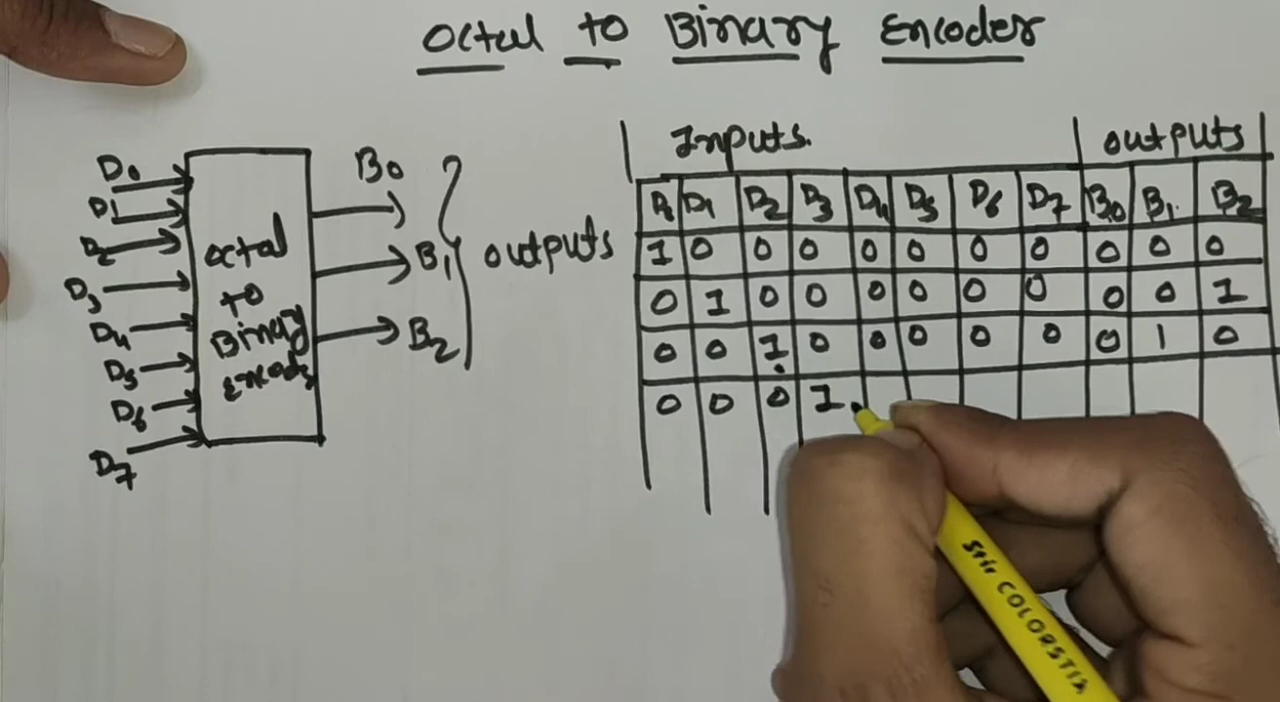 Octal to Binary Encoder
D0
D1
D2
D3
D4
D5
D6
D7
octal
to
Binary
Encoder
B0
B1
B2
outputs
Inputs. outputs
D0 D1 D2 D3 D4 D5 D6 D7 B0 B1 B2
1 0 0 0 0 0 0 0 0 0 0
0 1 0 0 0 0 0 0 0 0 1
0 0 1 0 0 0 0 0 0 1 0
0 0 0 1
Stic COLORSTIX